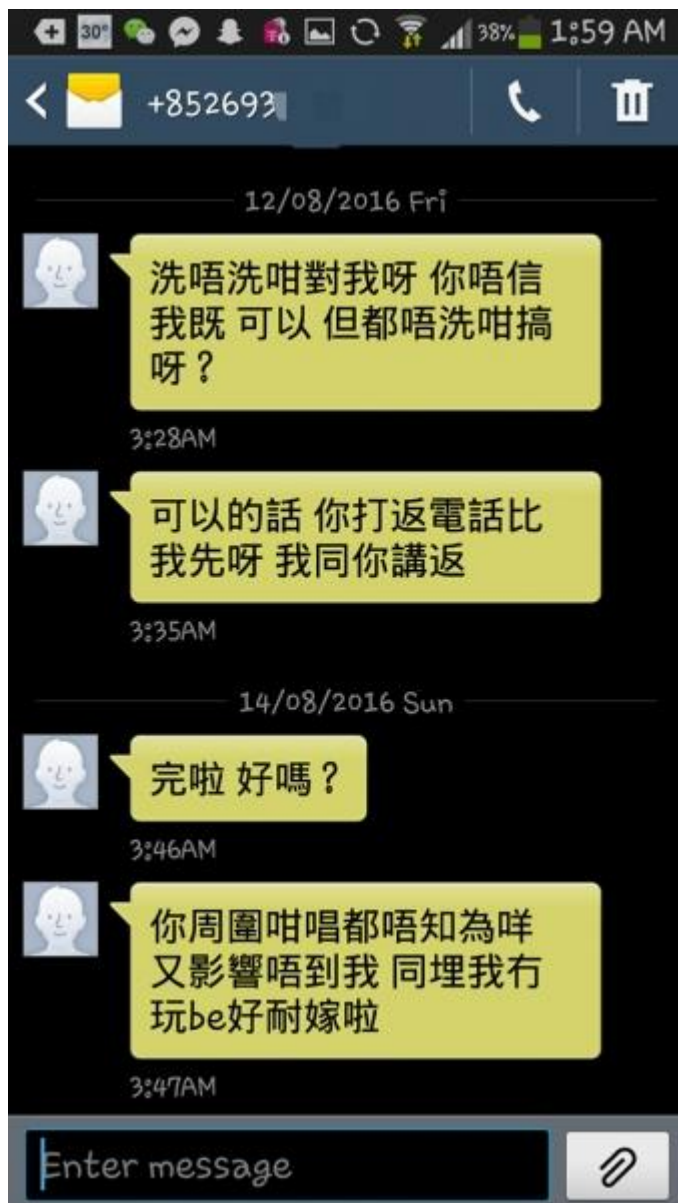 30°
38% 1:59 AM
+852693
12/08/2016 Fri
洗唔洗咁對我呀 你唔信
我既 可以 但都唔洗咁搞
呀？
3:28AM
可以的話 你打返電話比
我先呀 我同你講返
3:35AM
14/08/2016 Sun
完啦 好嗎？
3:46AM
你周圍咁唱都唔知為咩
又影響唔到我 同埋我冇
玩be好耐嫁啦
3:47AM
Enter message